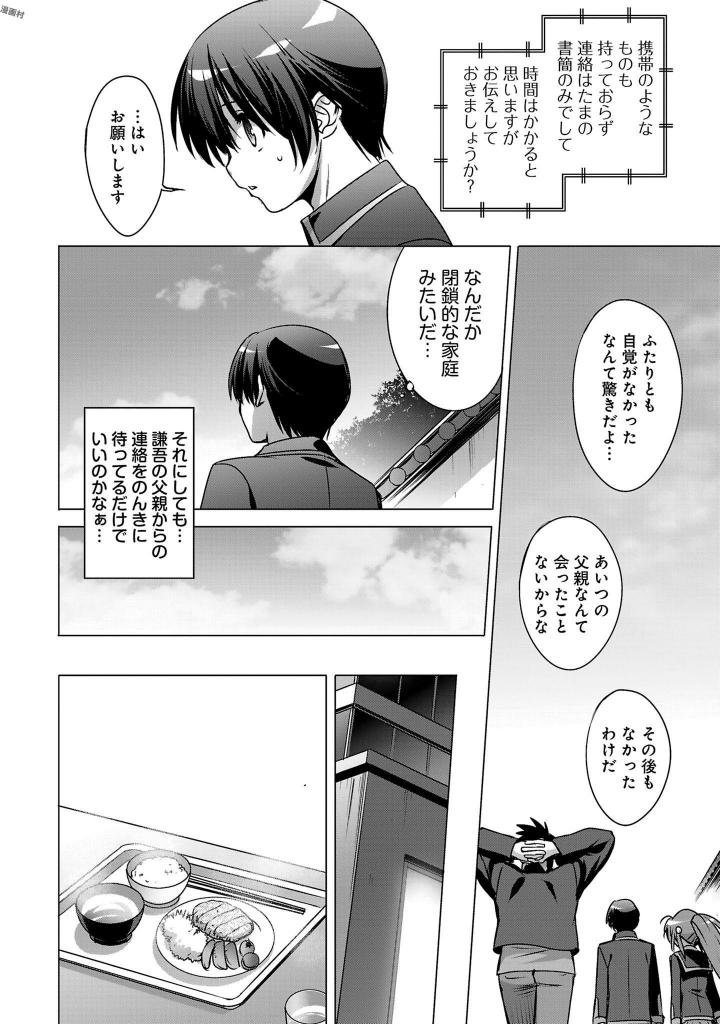 漫画村
携帯のような
ものも
持っておらず
連絡はたまの
書簡のみでして
時間はかかると
思いますが
お伝えして
おきましょうか?
…はい
お願いします
ふたりとも
自覚がなかった
なんて驚きだよ…
あいつの
父親なんて
会ったこと
ないからな
その後も
なかった
わけだ
なんだか
閉鎖的な家庭
みたいだ…
それにしても…
謙吾の父親からの
連絡をのんきに
待ってるだけで
いいのかなぁ…